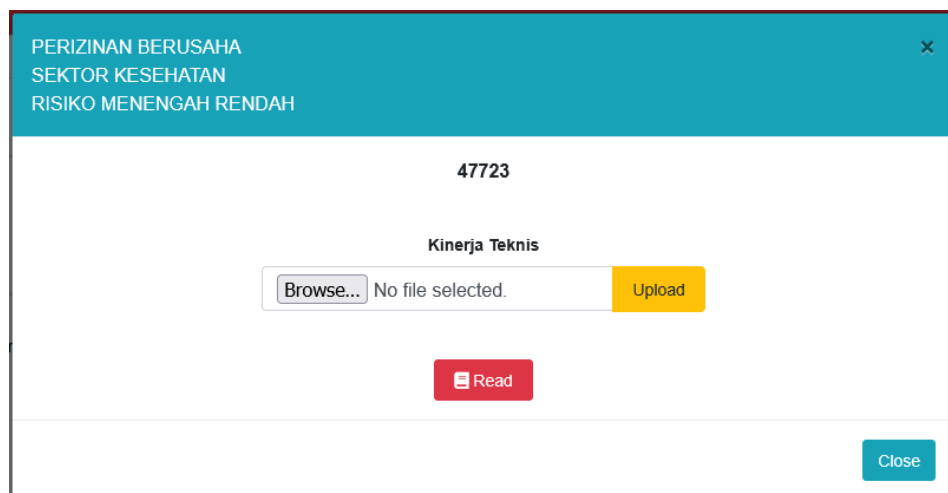 PERIZINAN BERUSAHA
SEKTOR KESEHATAN
RISIKO MENENGAH RENDAH
×
47723
Kinerja Teknis
Browse... No file selected. Upload
Read
Close